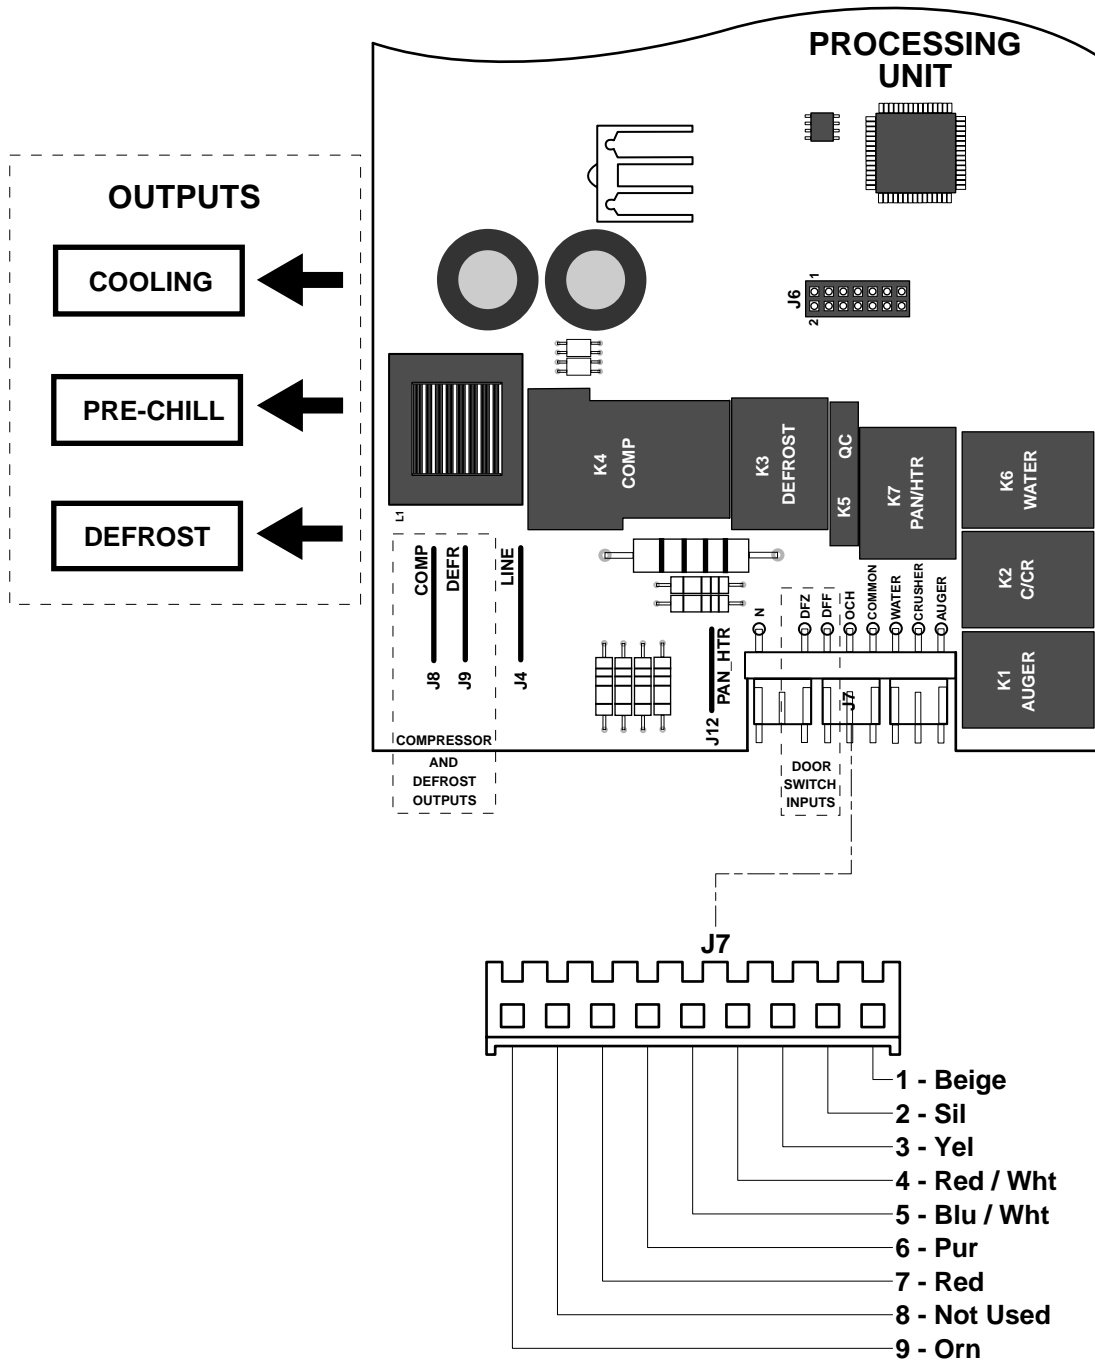 PROCESSING
UNIT
OUTPUTS
COOLING
PRE-CHILL
DEFROST
J6
1
2
L1
K4
COMP
K3
DEFROST
K5
QC
K7
PAN/HTR
K6
WATER
K2
C/CR
K1
AUGER
COMP
J8
DEFR
J9
LINE
J4
COMPRESSOR
AND
DEFROST
OUTPUTS
PAN_HTR
J12
N
DFZ
DFF
OCH
COMMON
WATER
CRUSHER
AUGER
J7
DOOR
SWITCH
INPUTS
J7
1 - Beige
2 - Sil
3 - Yel
4 - Red / Wht
5 - Blu / Wht
6 - Pur
7 - Red
8 - Not Used
9 - Orn